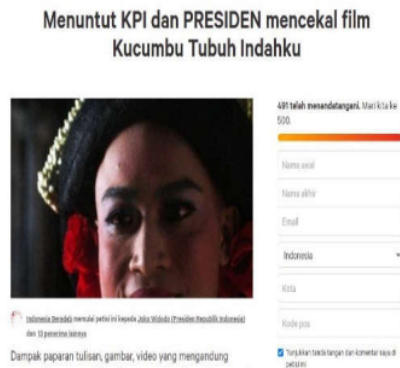 Menuntut KPI dan PRESIDEN mencekal film
Kucumbu Tubuh Indahku
491 telah menandatangani. Mari kita ke
500.
Nama awal
Nama akhir
Email
Indonesia
Kota
Kode pos
Tunjukkan tanda tangan dan komentar saya di
petisi ini
Indonesia Beradab memulai petisi ini kepada Joko Widodo (Presiden Republik Indonesia)
dan 13 penerima lainnya
Dampak paparan tulisan, gambar, video yang mengandung